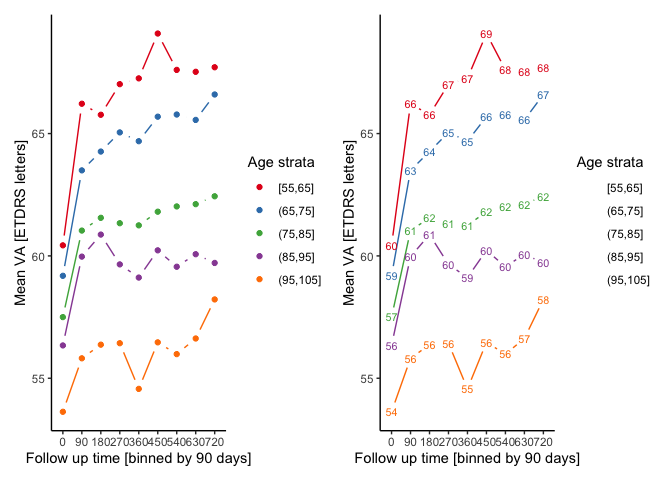 Mean VA [ETDRS letters]
65
60
55
0 90 180 270 360 450 540 630 720
Follow up time [binned by 90 days]
Age strata
[55,65]
(65,75]
(75,85]
(85,95]
(95,105]
Mean VA [ETDRS letters]
65
60
55
60 66 66 67 67 69 68 68 68
59 63 64 65 65 66 66 66 67
57 61 62 61 61 62 62 62 62
56 60 61 60 59 60 60 60 60
54 56 56 56 55 56 56 57 58
0 90 180 270 360 450 540 630 720
Follow up time [binned by 90 days]
Age strata
[55,65]
(65,75]
(75,85]
(85,95]
(95,105]